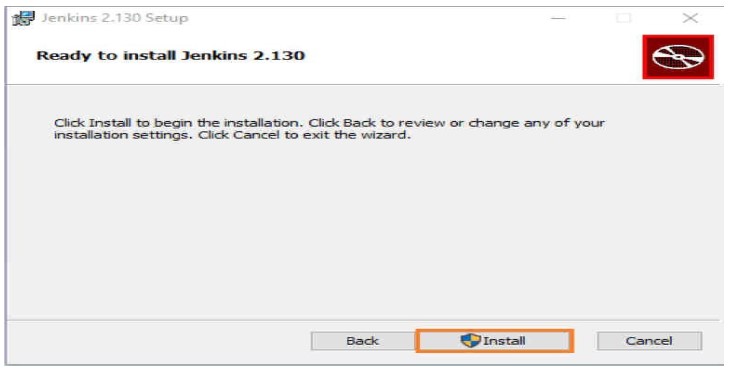 Jenkins 2.130 Setup
Ready to install Jenkins 2.130
Click Install to begin the installation. Click Back to review or change any of your
installation settings. Click Cancel to exit the wizard.
Back Install Cancel